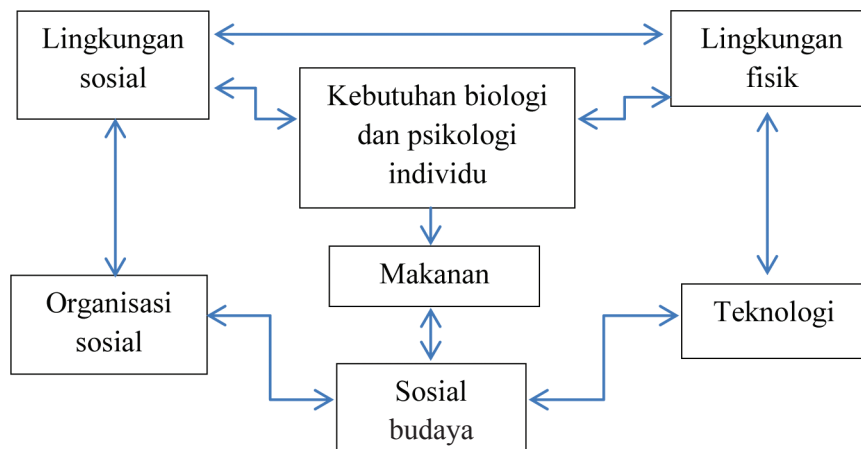 Lingkungan
sosial
Lingkungan
fisik
Kebutuhan biologi
dan psikologi
individu
Makanan
Organisasi
sosial
Teknologi
Sosial
budaya